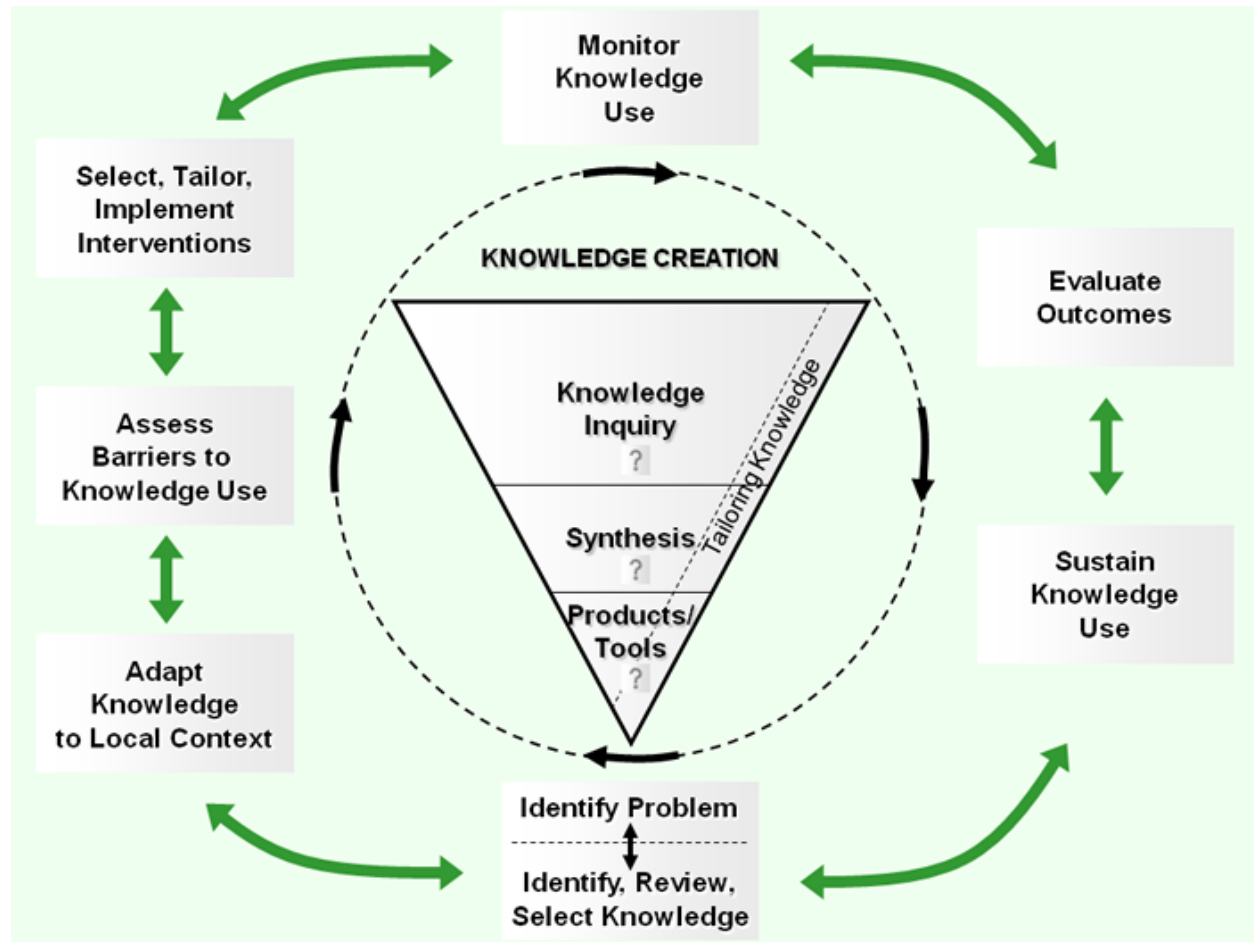 Monitor
Knowledge
Use
Select, Tailor,
Implement
Interventions
Evaluate
Outcomes
KNOWLEDGE CREATION
Knowledge
Inquiry
?
Tailoring Knowledge
Assess
Barriers to
Knowledge Use
Synthesis
?
Sustain
Knowledge
Use
Products/
Tools
?
Adapt
Knowledge
to Local Context
Identify Problem
Identify, Review,
Select Knowledge